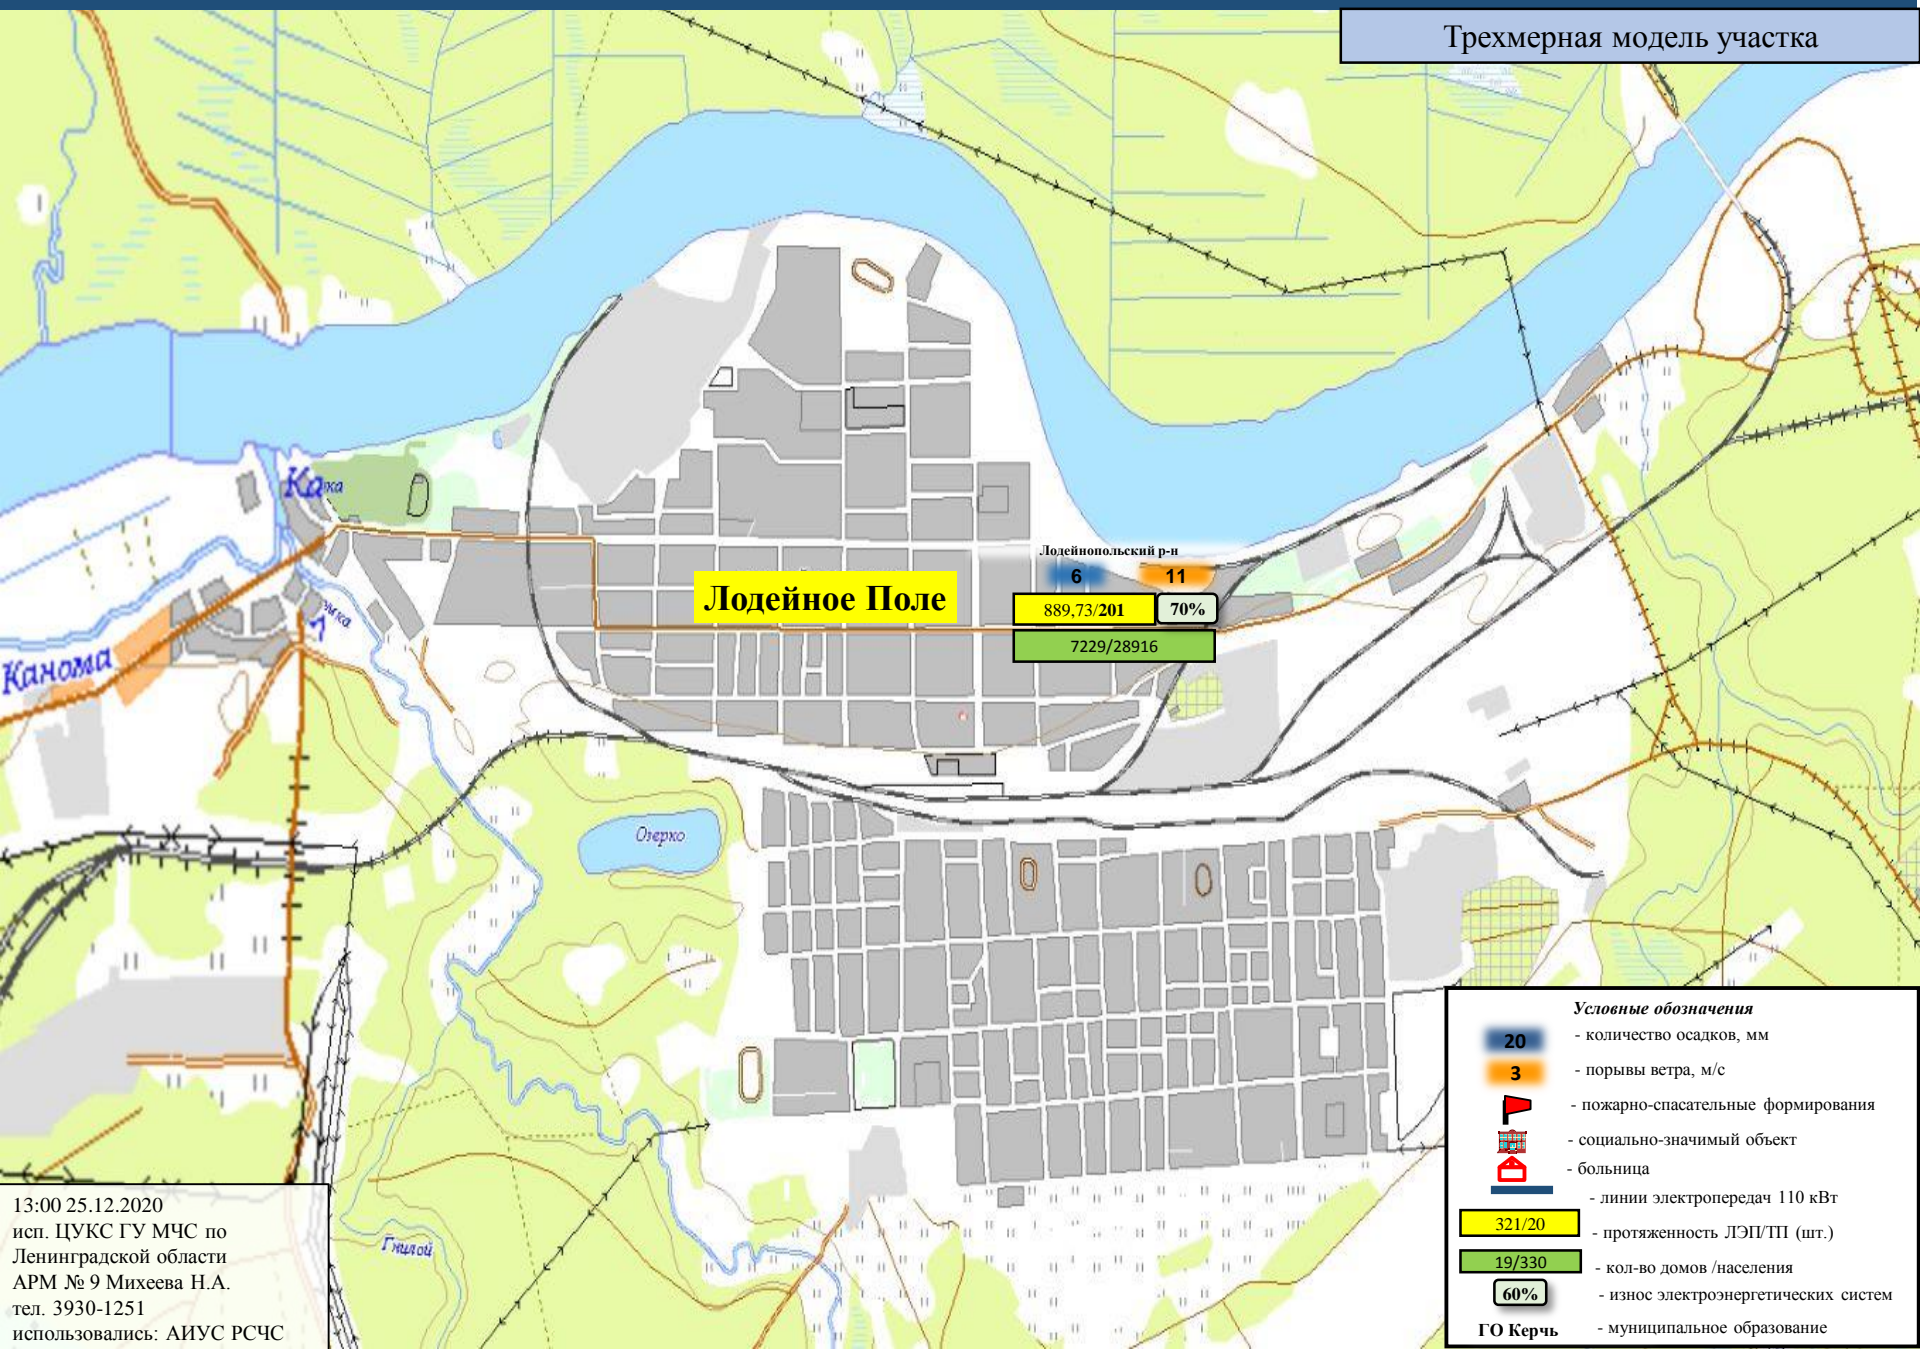 Трехмерная модель участка
Ка
ка
Канома
Озерко
Гнилой
Лодейное Поле
Лодейнопольский р-н
6
11
889,73/201
70%
7229/28916
Условные обозначения
20 - количество осадков, мм
3 - порывы ветра, м/с
- пожарно-спасательные формирования
- социально-значимый объект
- больница
- линии электропередач 110 кВт
321/20 - протяженность ЛЭП/ТП (шт.)
19/330 - кол-во домов /населения
60% - износ электроэнергетических систем
ГО Керчь - муниципальное образование
13:00 25.12.2020
исп. ЦУКС ГУ МЧС по
Ленинградской области
АРМ № 9 Михеева Н.А.
тел. 3930-1251
использовались: АИУС РСЧС